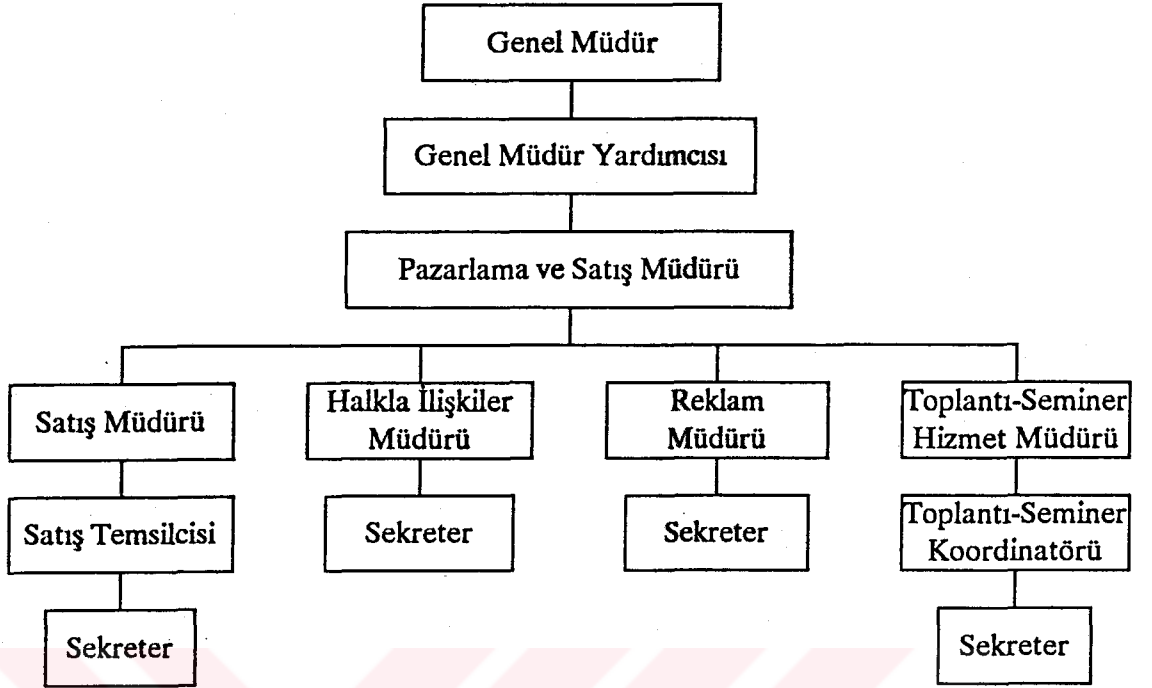 Genel Müdür
Genel Müdür Yardımcısı
Pazarlama ve Satış Müdürü
Satış Müdürü
Halkla İlişkiler
Müdürü
Reklam
Müdürü
Toplantı-Seminer
Hizmet Müdürü
Satış Temsilcisi
Sekreter
Sekreter
Toplantı-Seminer
Koordinatörü
Sekreter
Sekreter